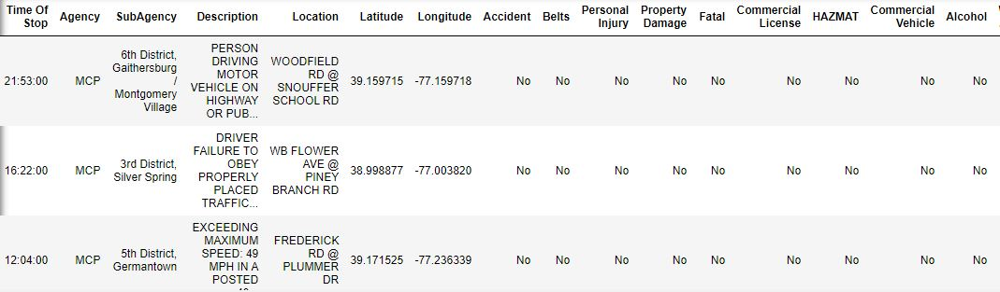 Time Of Stop Agency SubAgency Description Location Latitude Longitude Accident Belts Personal Injury Property Damage Fatal Commercial License HAZMAT Commercial Vehicle Alcohol
21:53:00 MCP 6th District, Gaithersburg / Montgomery Village PERSON DRIVING MOTOR VEHICLE ON HIGHWAY OR PUB... WOODFIELD RD @ SNOUFFER SCHOOL RD 39.159715 -77.159718 No No No No No No No No No
16:22:00 MCP 3rd District, Silver Spring DRIVER FAILURE TO OBEY PROPERLY PLACED TRAFFIC... WB FLOWER AVE @ PINEY BRANCH RD 38.998877 -77.003820 No No No No No No No No No
12:04:00 MCP 5th District, Germantown EXCEEDING MAXIMUM SPEED: 49 MPH IN A POSTED FREDERICK RD @ PLUMMER DR 39.171525 -77.236339 No No No No No No No No No